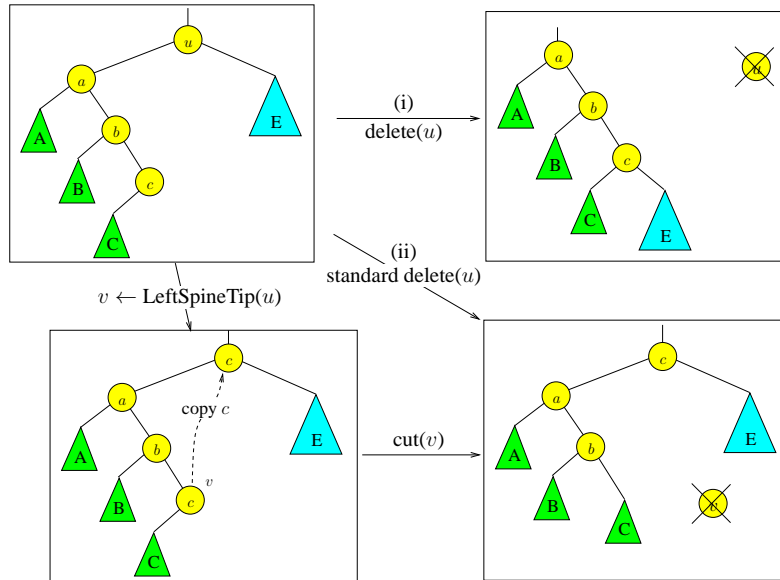 u
a
b
c
A
B
C
E
(i)
delete(u)
a
b
c
A
B
C
E
u
v ← LeftSpineTip(u)
(ii)
standard delete(u)
c
a
b
c
copy c
v
A
B
C
E
cut(v)
c
a
b
A
B
C
E
v